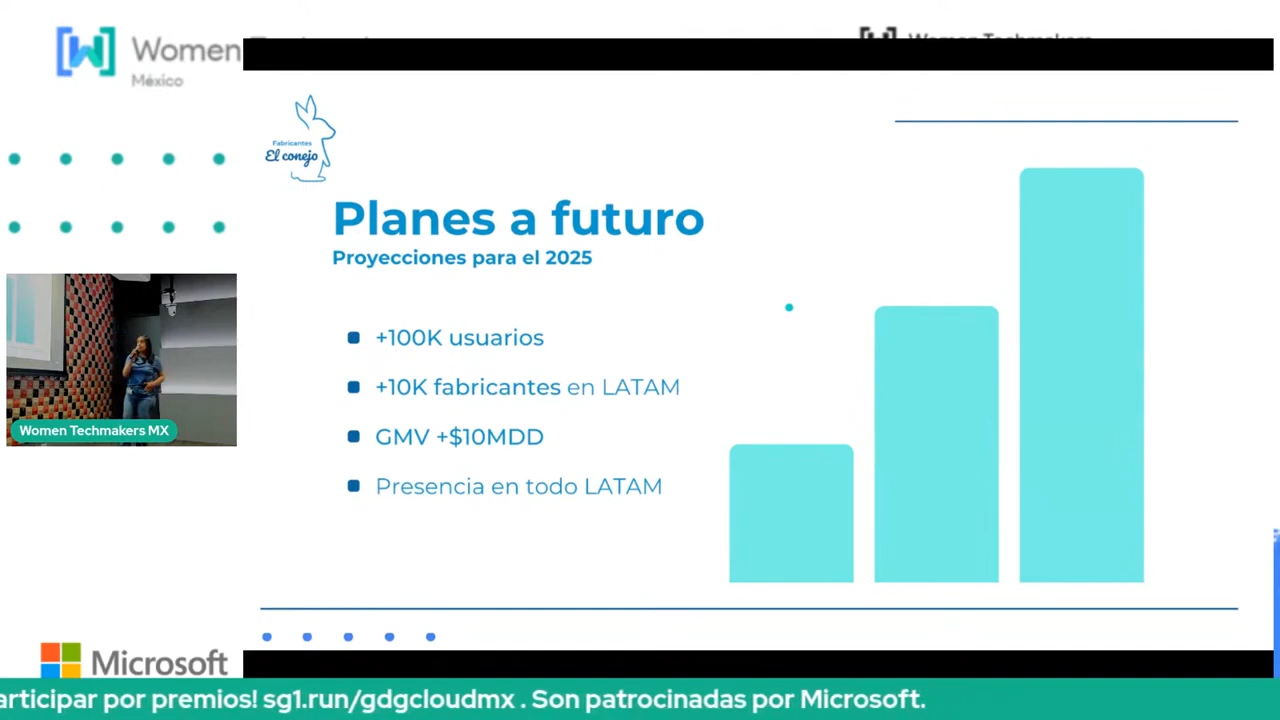 Women
México
Fabricantes
El conejo
Planes a futuro
Proyecciones para el 2025
+100K usuarios
+10K fabricantes en LATAM
GMV +$10MDD
Presencia en todo LATAM
Women Techmakers MX
Microsoft
articipar por premios! sg1.run/gdgcloudmx . Son patrocinadas por Microsoft.